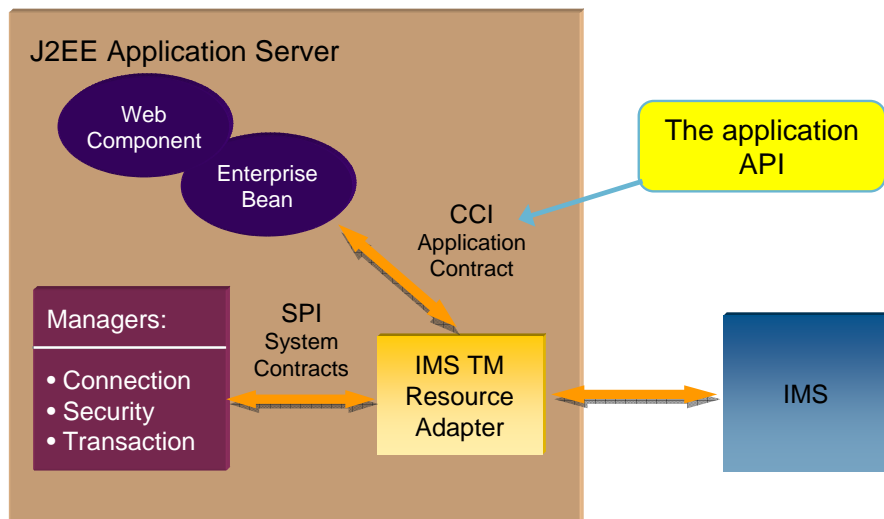 J2EE Application Server
Web
Component
Enterprise
Bean
The application
API
CCI
Application
Contract
Managers:
• Connection
• Security
• Transaction
SPI
System
Contracts
IMS TM
Resource
Adapter
IMS